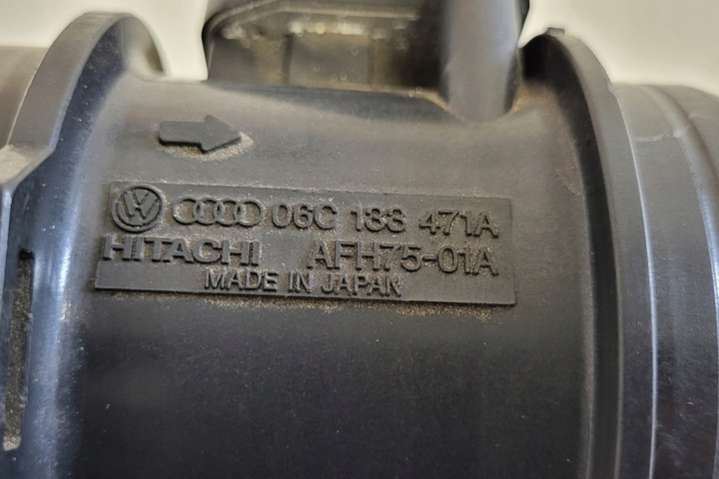 06C 133 471A
HITACHI AFH75-01A
MADE IN JAPAN